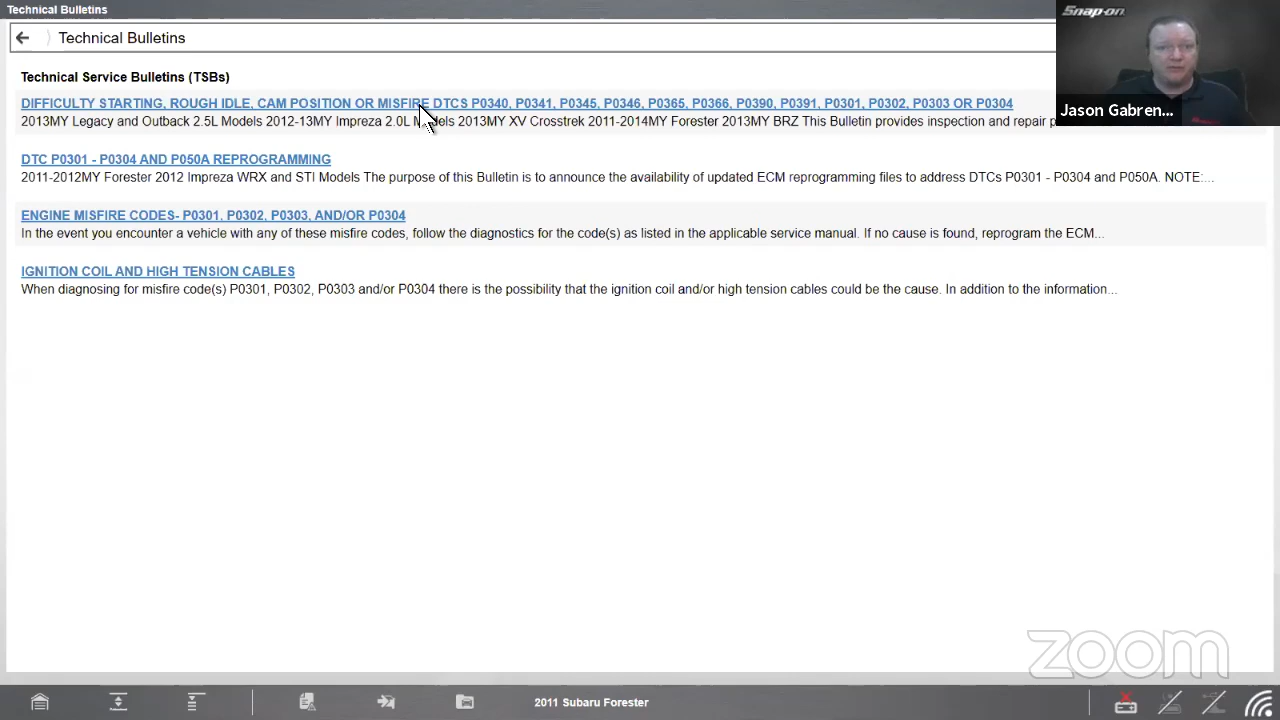 Technical Bulletins
Technical Bulletins
Technical Service Bulletins (TSBs)
DIFFICULTY STARTING, ROUGH IDLE, CAM POSITION OR MISFIRE DTCS P0340, P0341, P0345, P0346, P0365, P0366, P0390, P0391, P0301, P0302, P0303 OR P0304
2013MY Legacy and Outback 2.5L Models 2012-13MY Impreza 2.0L Models 2013MY XV Crosstrek 2011-2014MY Forester 2013MY BRZ This Bulletin provides inspection and repair
DTC P0301 - P0304 AND P050A REPROGRAMMING
2011-2012MY Forester 2012 Impreza WRX and STI Models The purpose of this Bulletin is to announce the availability of updated ECM reprogramming files to address DTCs P0301 - P0304 and P050A. NOTE:...
ENGINE MISFIRE CODES- P0301, P0302, P0303, AND/OR P0304
In the event you encounter a vehicle with any of these misfire codes, follow the diagnostics for the code(s) as listed in the applicable service manual. If no cause is found, reprogram the ECM...
IGNITION COIL AND HIGH TENSION CABLES
When diagnosing for misfire code(s) P0301, P0302, P0303 and/or P0304 there is the possibility that the ignition coil and/or high tension cables could be the cause. In addition to the information...
Snap-on
Jason Gabren...
zoom
2011 Subaru Forester